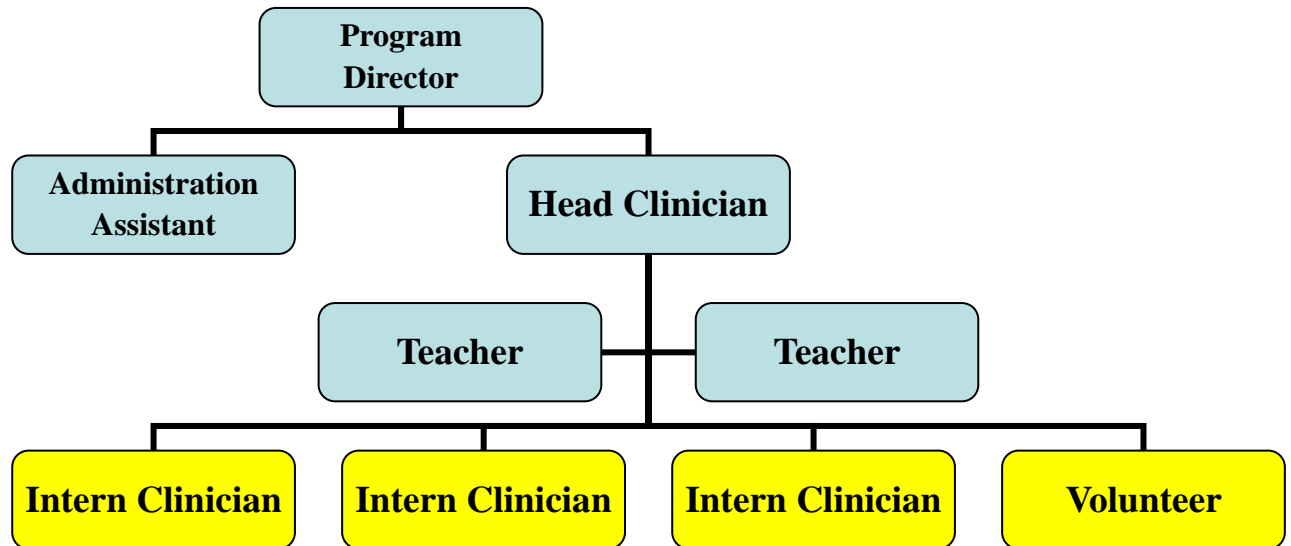 Program
Director
Administration
Assistant
Head Clinician
Teacher
Teacher
Intern Clinician
Intern Clinician
Intern Clinician
Volunteer